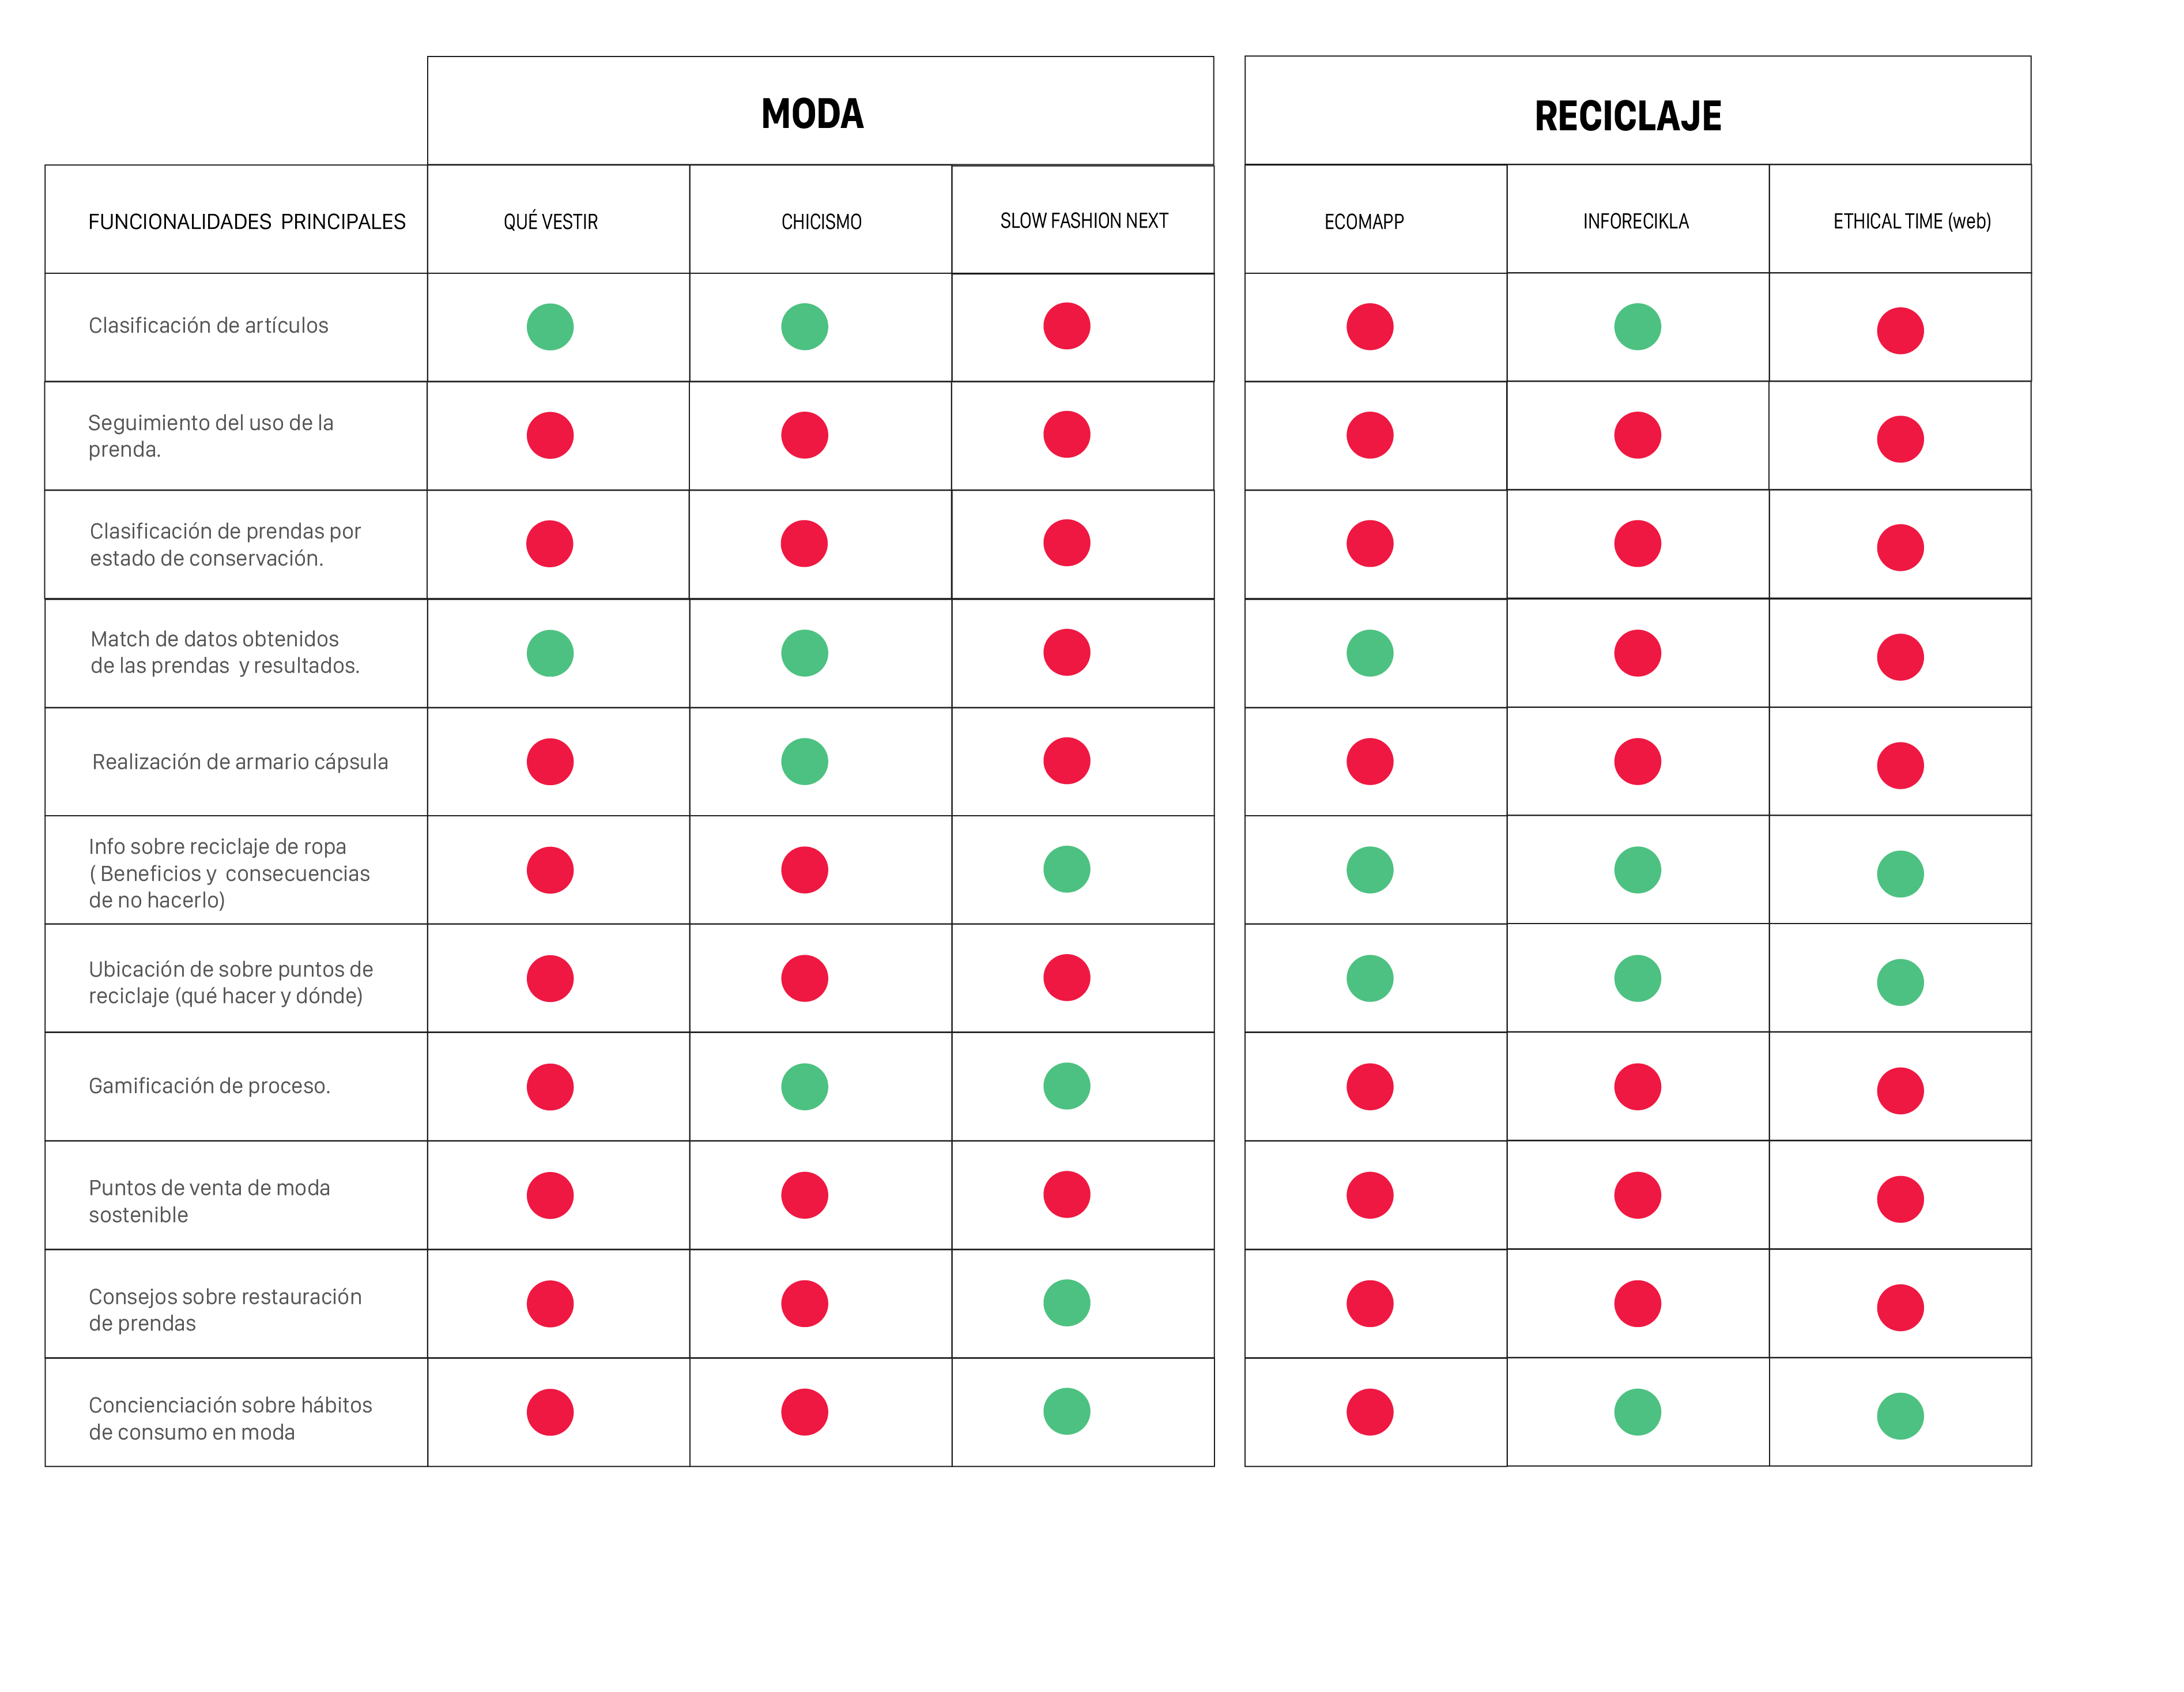 MODA
RECICLAJE
FUNCIONALIDADES PRINCIPALES
QUÉ VESTIR
CHICISMO
SLOW FASHION NEXT
ECOMAPP
INFORECIKLA
ETHICAL TIME (web)
Clasificación de artículos
Seguimiento del uso de la
prenda.
Clasificación de prendas por
estado de conservación.
Match de datos obtenidos
de las prendas y resultados.
Realización de armario cápsula
Info sobre reciclaje de ropa
( Beneficios y consecuencias
de no hacerlo)
Ubicación de sobre puntos de
reciclaje (qué hacer y dónde)
Gamificación de proceso.
Puntos de venta de moda
sostenible
Consejos sobre restauración
de prendas
Concienciación sobre hábitos
de consumo en moda